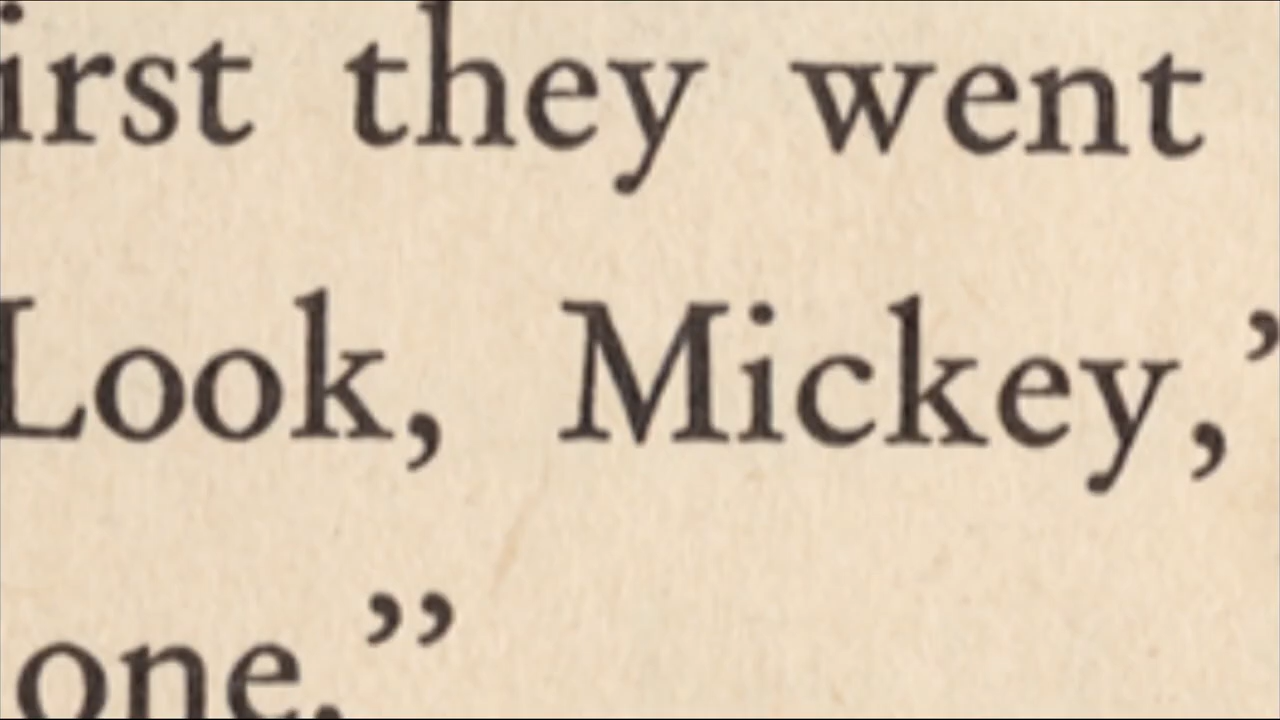 irst they went
Look, Mickey,’
one.”